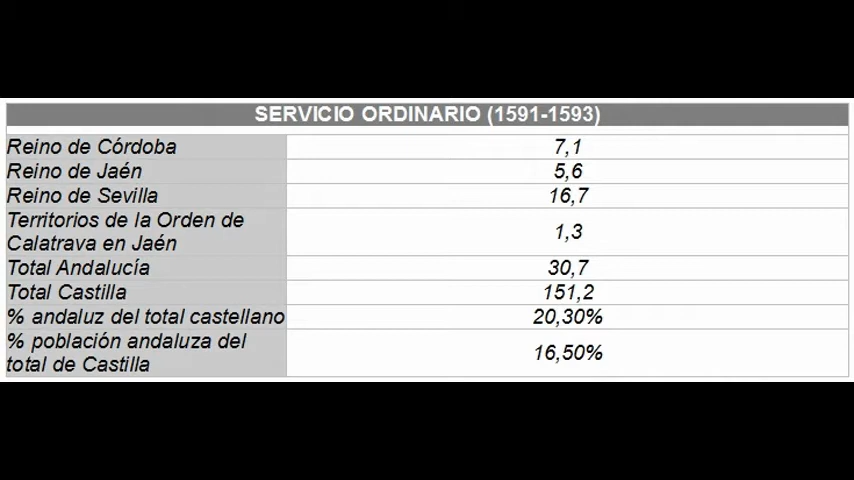 SERVICIO ORDINARIO (1591-1593)
Reino de Córdoba 7,1
Reino de Jaén 5,6
Reino de Sevilla 16,7
Territorios de la Orden de
Calatrava en Jaén 1,3
Total Andalucía 30,7
Total Castilla 151,2
% andaluz del total castellano 20,30%
% población andaluza del
total de Castilla 16,50%